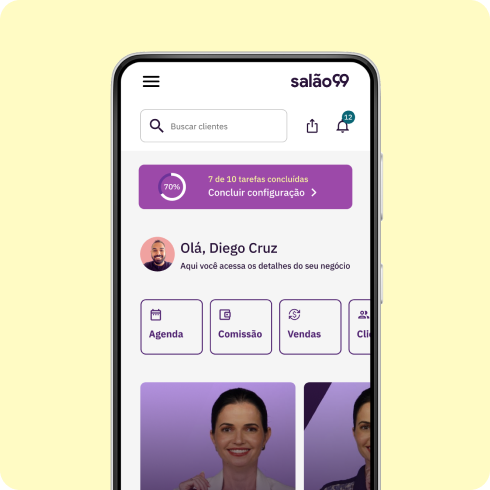 salão99
Buscar clientes
12
70%
7 de 10 tarefas concluídas
Concluir configuração
Olá, Diego Cruz
Aqui você acessa os detalhes do seu negócio
Agenda
Comissão
Vendas
Clie